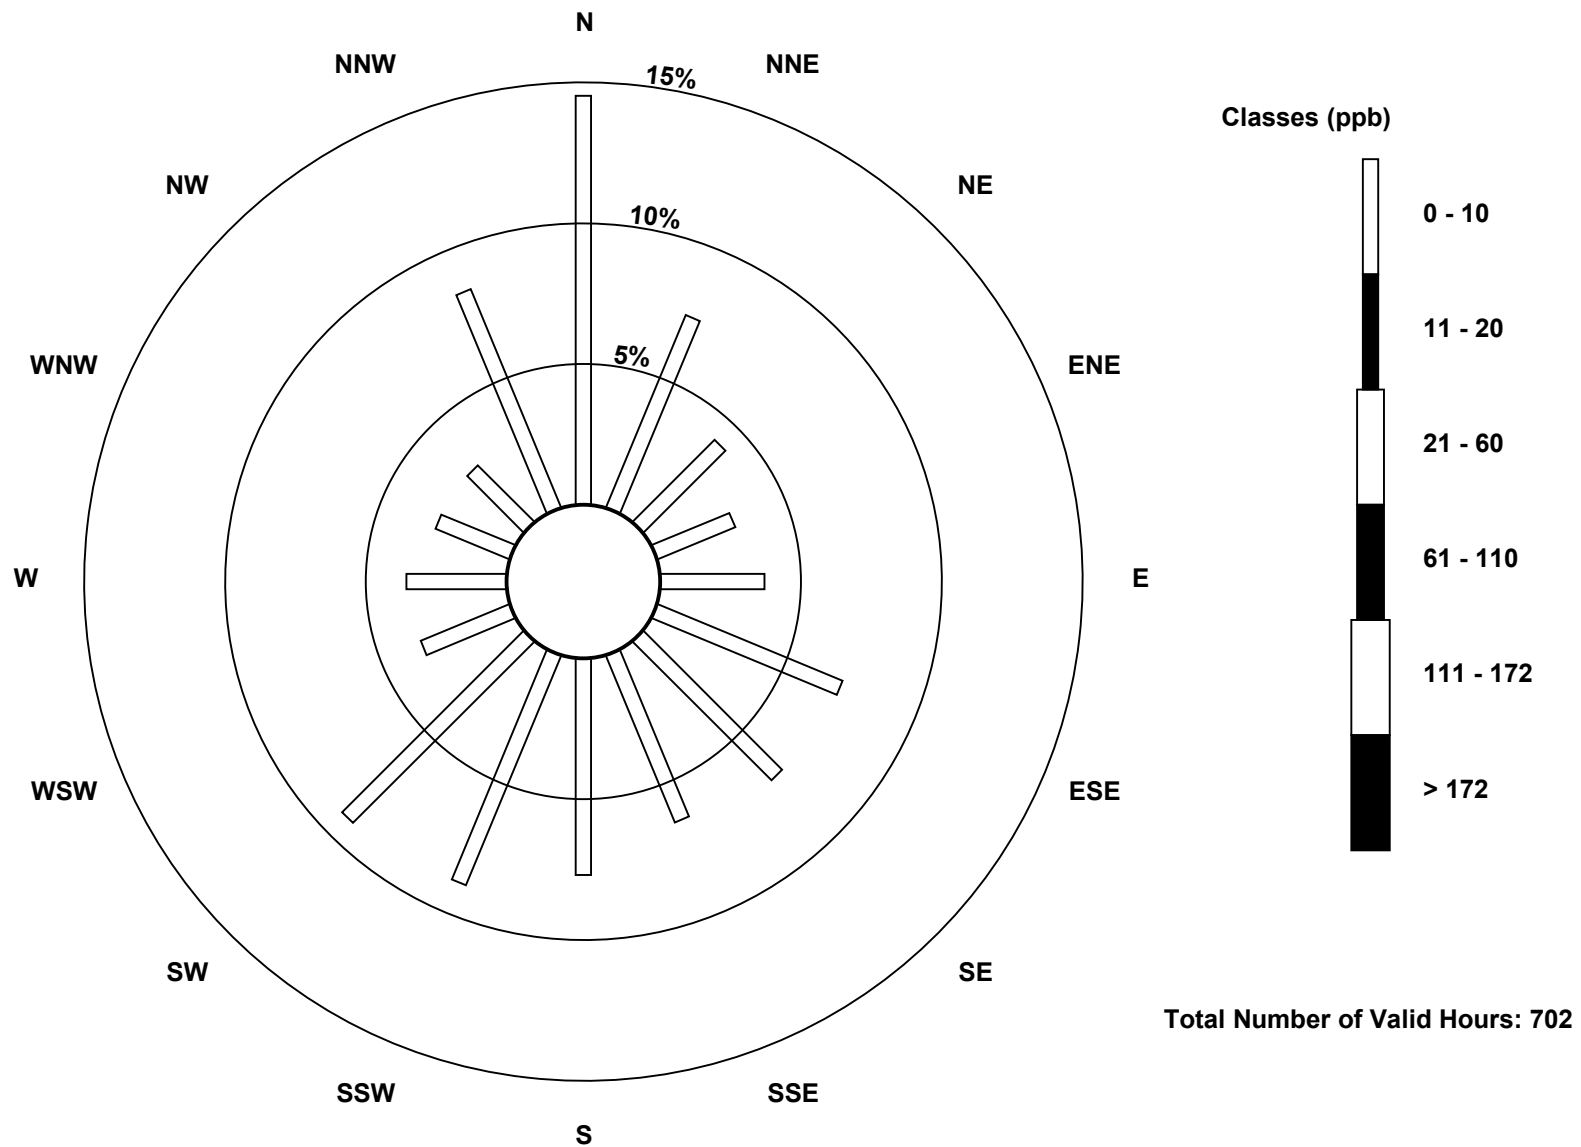 N
NNW
NNE
15%
Classes (ppb)
NW
NE
0 - 10
10%
11 - 20
5%
WNW
ENE
21 - 60
W
E
61 - 110
111 - 172
WSW
ESE
> 172
SW
SE
Total Number of Valid Hours: 702
SSW
SSE
S